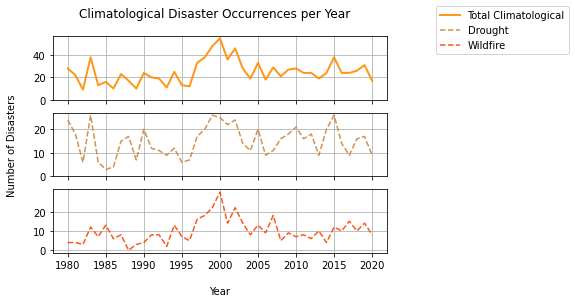 Climatological Disaster Occurrences per Year
Total Climatological
Drought
Wildfire
Number of Disasters
40
20
0
20
10
0
20
10
0
1980 1985 1990 1995 2000 2005 2010 2015 2020
Year